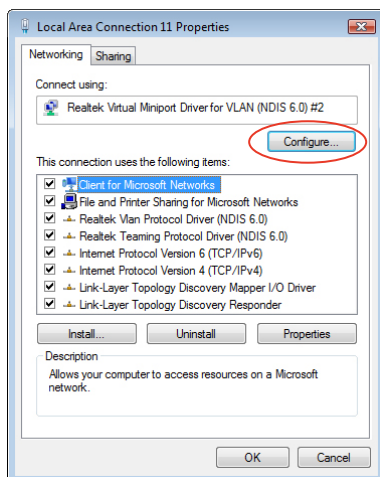 Local Area Connection 11 Properties
Networking
Sharing
Connect using:
Realtek Virtual Miniport Driver for VLAN (NDIS 6.0) #2
Configure...
This connection uses the following items:
Client for Microsoft Networks
File and Printer Sharing for Microsoft Networks
Realtek Vlan Protocol Driver (NDIS 6.0)
Realtek Teaming Protocol Driver (NDIS 6.0)
Internet Protocol Version 6 (TCP/IPv6)
Internet Protocol Version 4 (TCP/IPv4)
Link-Layer Topology Discovery Mapper I/O Driver
Link-Layer Topology Discovery Responder
Install... Uninstall Properties
Description
Allows your computer to access resources on a Microsoft
network.
OK Cancel